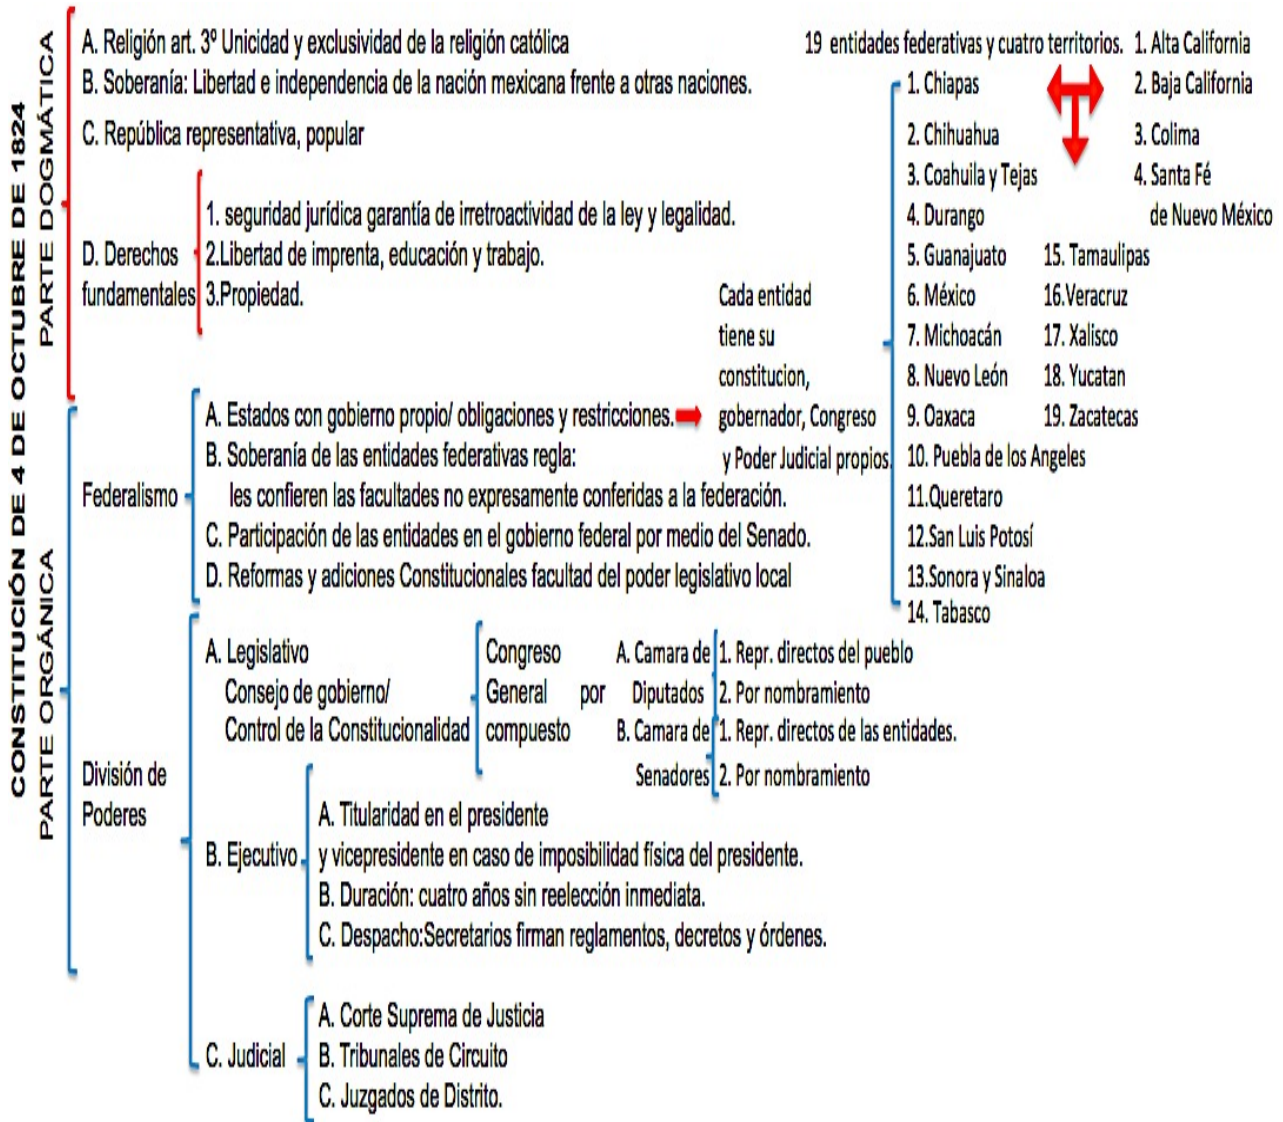 CONSTITUCIÓN DE 4 DE OCTUBRE DE 1824
PARTE DOGMÁTICA
A. Religión art. 3º Unicidad y exclusividad de la religión católica
B. Soberanía: Libertad e independencia de la nación mexicana frente a otras naciones.
C. República representativa, popular
D. Derechos
fundamentales
1. seguridad jurídica garantía de irretroactividad de la ley y legalidad.
2.Libertad de imprenta, educación y trabajo.
3.Propiedad.
PARTE ORGÁNICA
Federalismo
A. Estados con gobierno propio/ obligaciones y restricciones.
B. Soberanía de las entidades federativas regla:
les confieren las facultades no expresamente conferidas a la federación.
C. Participación de las entidades en el gobierno federal por medio del Senado.
D. Reformas y adiciones Constitucionales facultad del poder legislativo local
Cada entidad
tiene su
constitucion,
gobernador, Congreso
y Poder Judicial propios.
19 entidades federativas y cuatro territorios.
1. Chiapas
2. Chihuahua
3. Coahuila y Tejas
4. Durango
5. Guanajuato
6. México
7. Michoacán
8. Nuevo León
9. Oaxaca
10. Puebla de los Angeles
11.Queretaro
12.San Luis Potosí
13.Sonora y Sinaloa
14. Tabasco
15. Tamaulipas
16.Veracruz
17. Xalisco
18. Yucatan
19. Zacatecas
1. Alta California
2. Baja California
3. Colima
4. Santa Fé
de Nuevo México
División de
Poderes
A. Legislativo
Consejo de gobierno/
Control de la Constitucionalidad
Congreso
General por
compuesto
A. Camara de
Diputados
1. Repr. directos del pueblo
2. Por nombramiento
B. Camara de
Senadores
1. Repr. directos de las entidades.
2. Por nombramiento
B. Ejecutivo
A. Titularidad en el presidente
y vicepresidente en caso de imposibilidad física del presidente.
B. Duración: cuatro años sin reelección inmediata.
C. Despacho:Secretarios firman reglamentos, decretos y órdenes.
C. Judicial
A. Corte Suprema de Justicia
B. Tribunales de Circuito
C. Juzgados de Distrito.